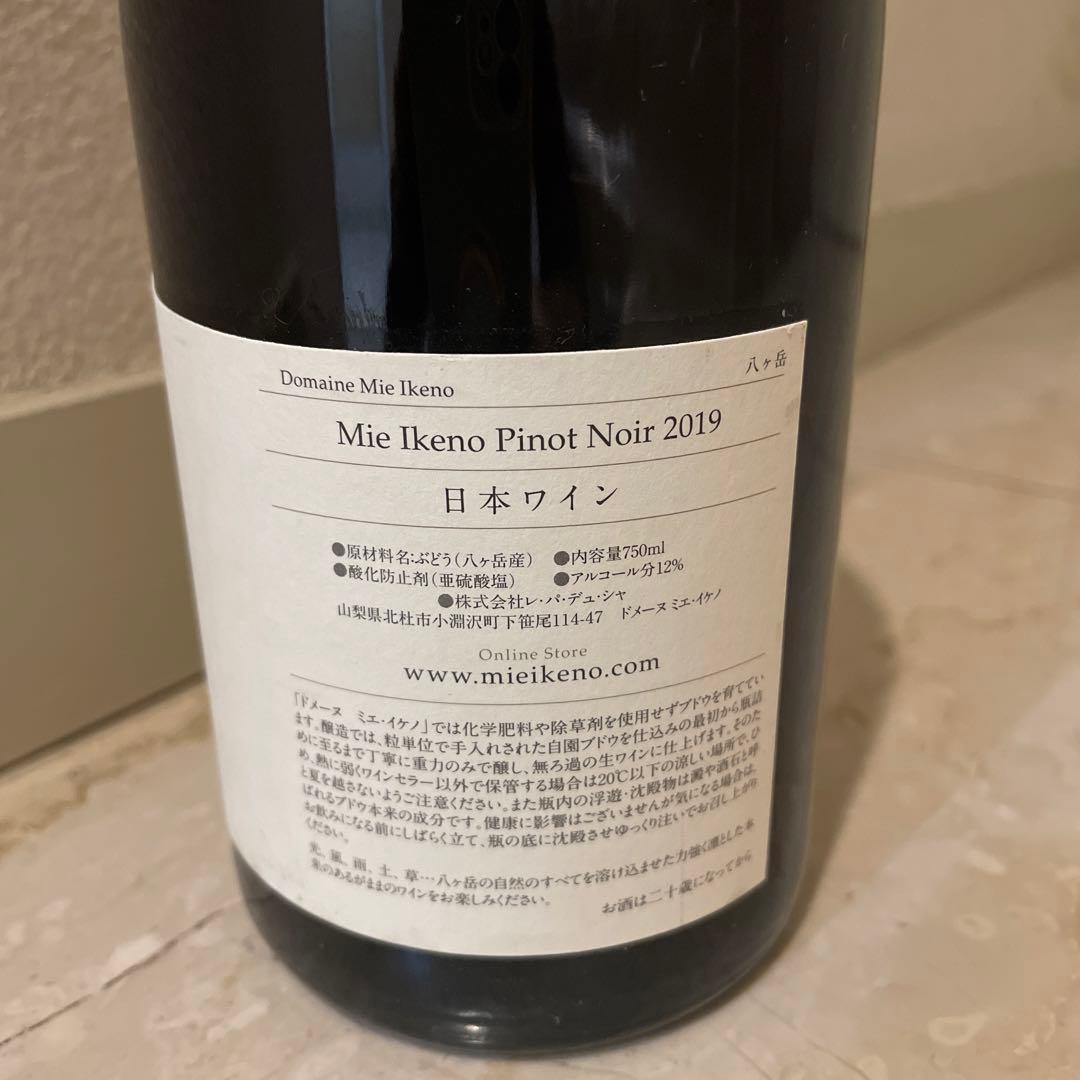 Domaine Mie Ikeno 八ヶ岳
Mie Ikeno Pinot Noir 2019
日本ワイン
●原材料名:ぶどう(八ヶ岳産) ●内容量750ml
●酸化防止剤(亜硫酸塩) ●アルコール分12%
●株式会社レ・パ・デュ・シャ
山梨県北杜市小淵沢町下笹尾114-47 ドメーヌ ミエ・イケノ
Online Store
www.mieikeno.com
「ドメーヌ ミエ・イケノ」では化学肥料や除草剤を使用せずブドウを育ててい
ます。醸造では、粒単位で手入れされた自園ブドウを仕込みの最初から瓶詰
めに至るまで丁寧に重力のみで醸し、無ろ過の生ワインに仕上げます。そのた
め、熱に弱くワインセラー以外で保管する場合は20℃以下の涼しい場所で、ひ
と夏を越さないようご注意ください。また瓶内の浮遊・沈殿物は澱や酒石と呼
ばれるブドウ本来の成分です。健康に影響はございませんが気になる場合は、
お飲みになる前にしばらく立て、瓶の底に沈殿させゆっくり注いでお召し上がり
ください。
光、風、雨、土、草…八ヶ岳の自然のすべてを溶け込ませた力強く凛とした本
来のあるがままのワインをお楽しみください。
お酒は二十歳になってから